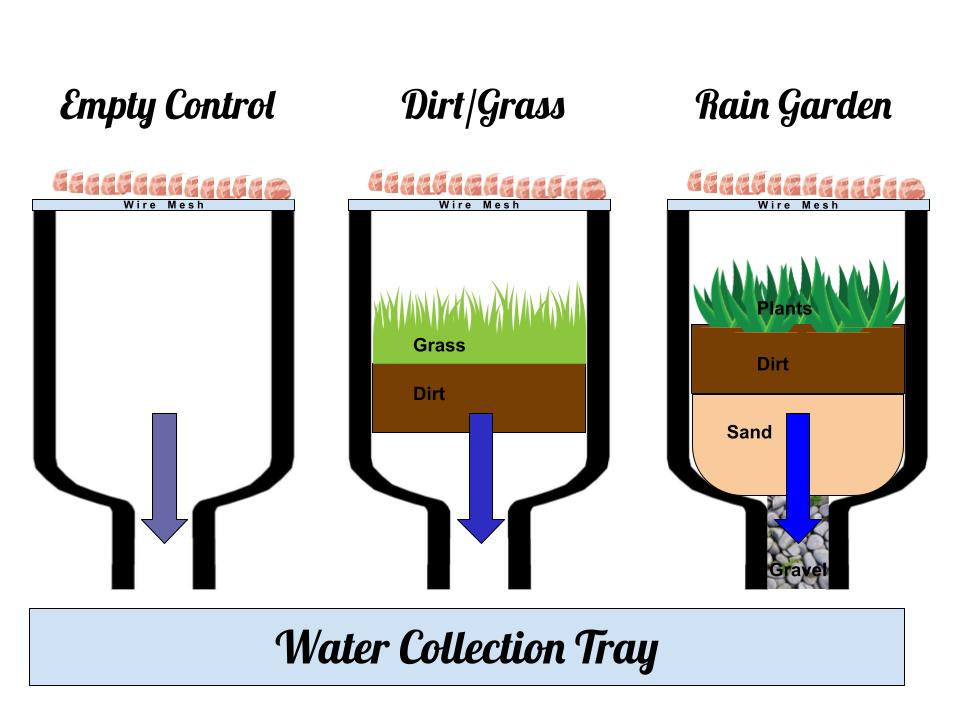 Empty Control
Dirt/Grass
Rain Garden
Wire Mesh
Wire Mesh
Wire Mesh
Grass
Dirt
Plants
Dirt
Sand
Gravel
Water Collection Tray